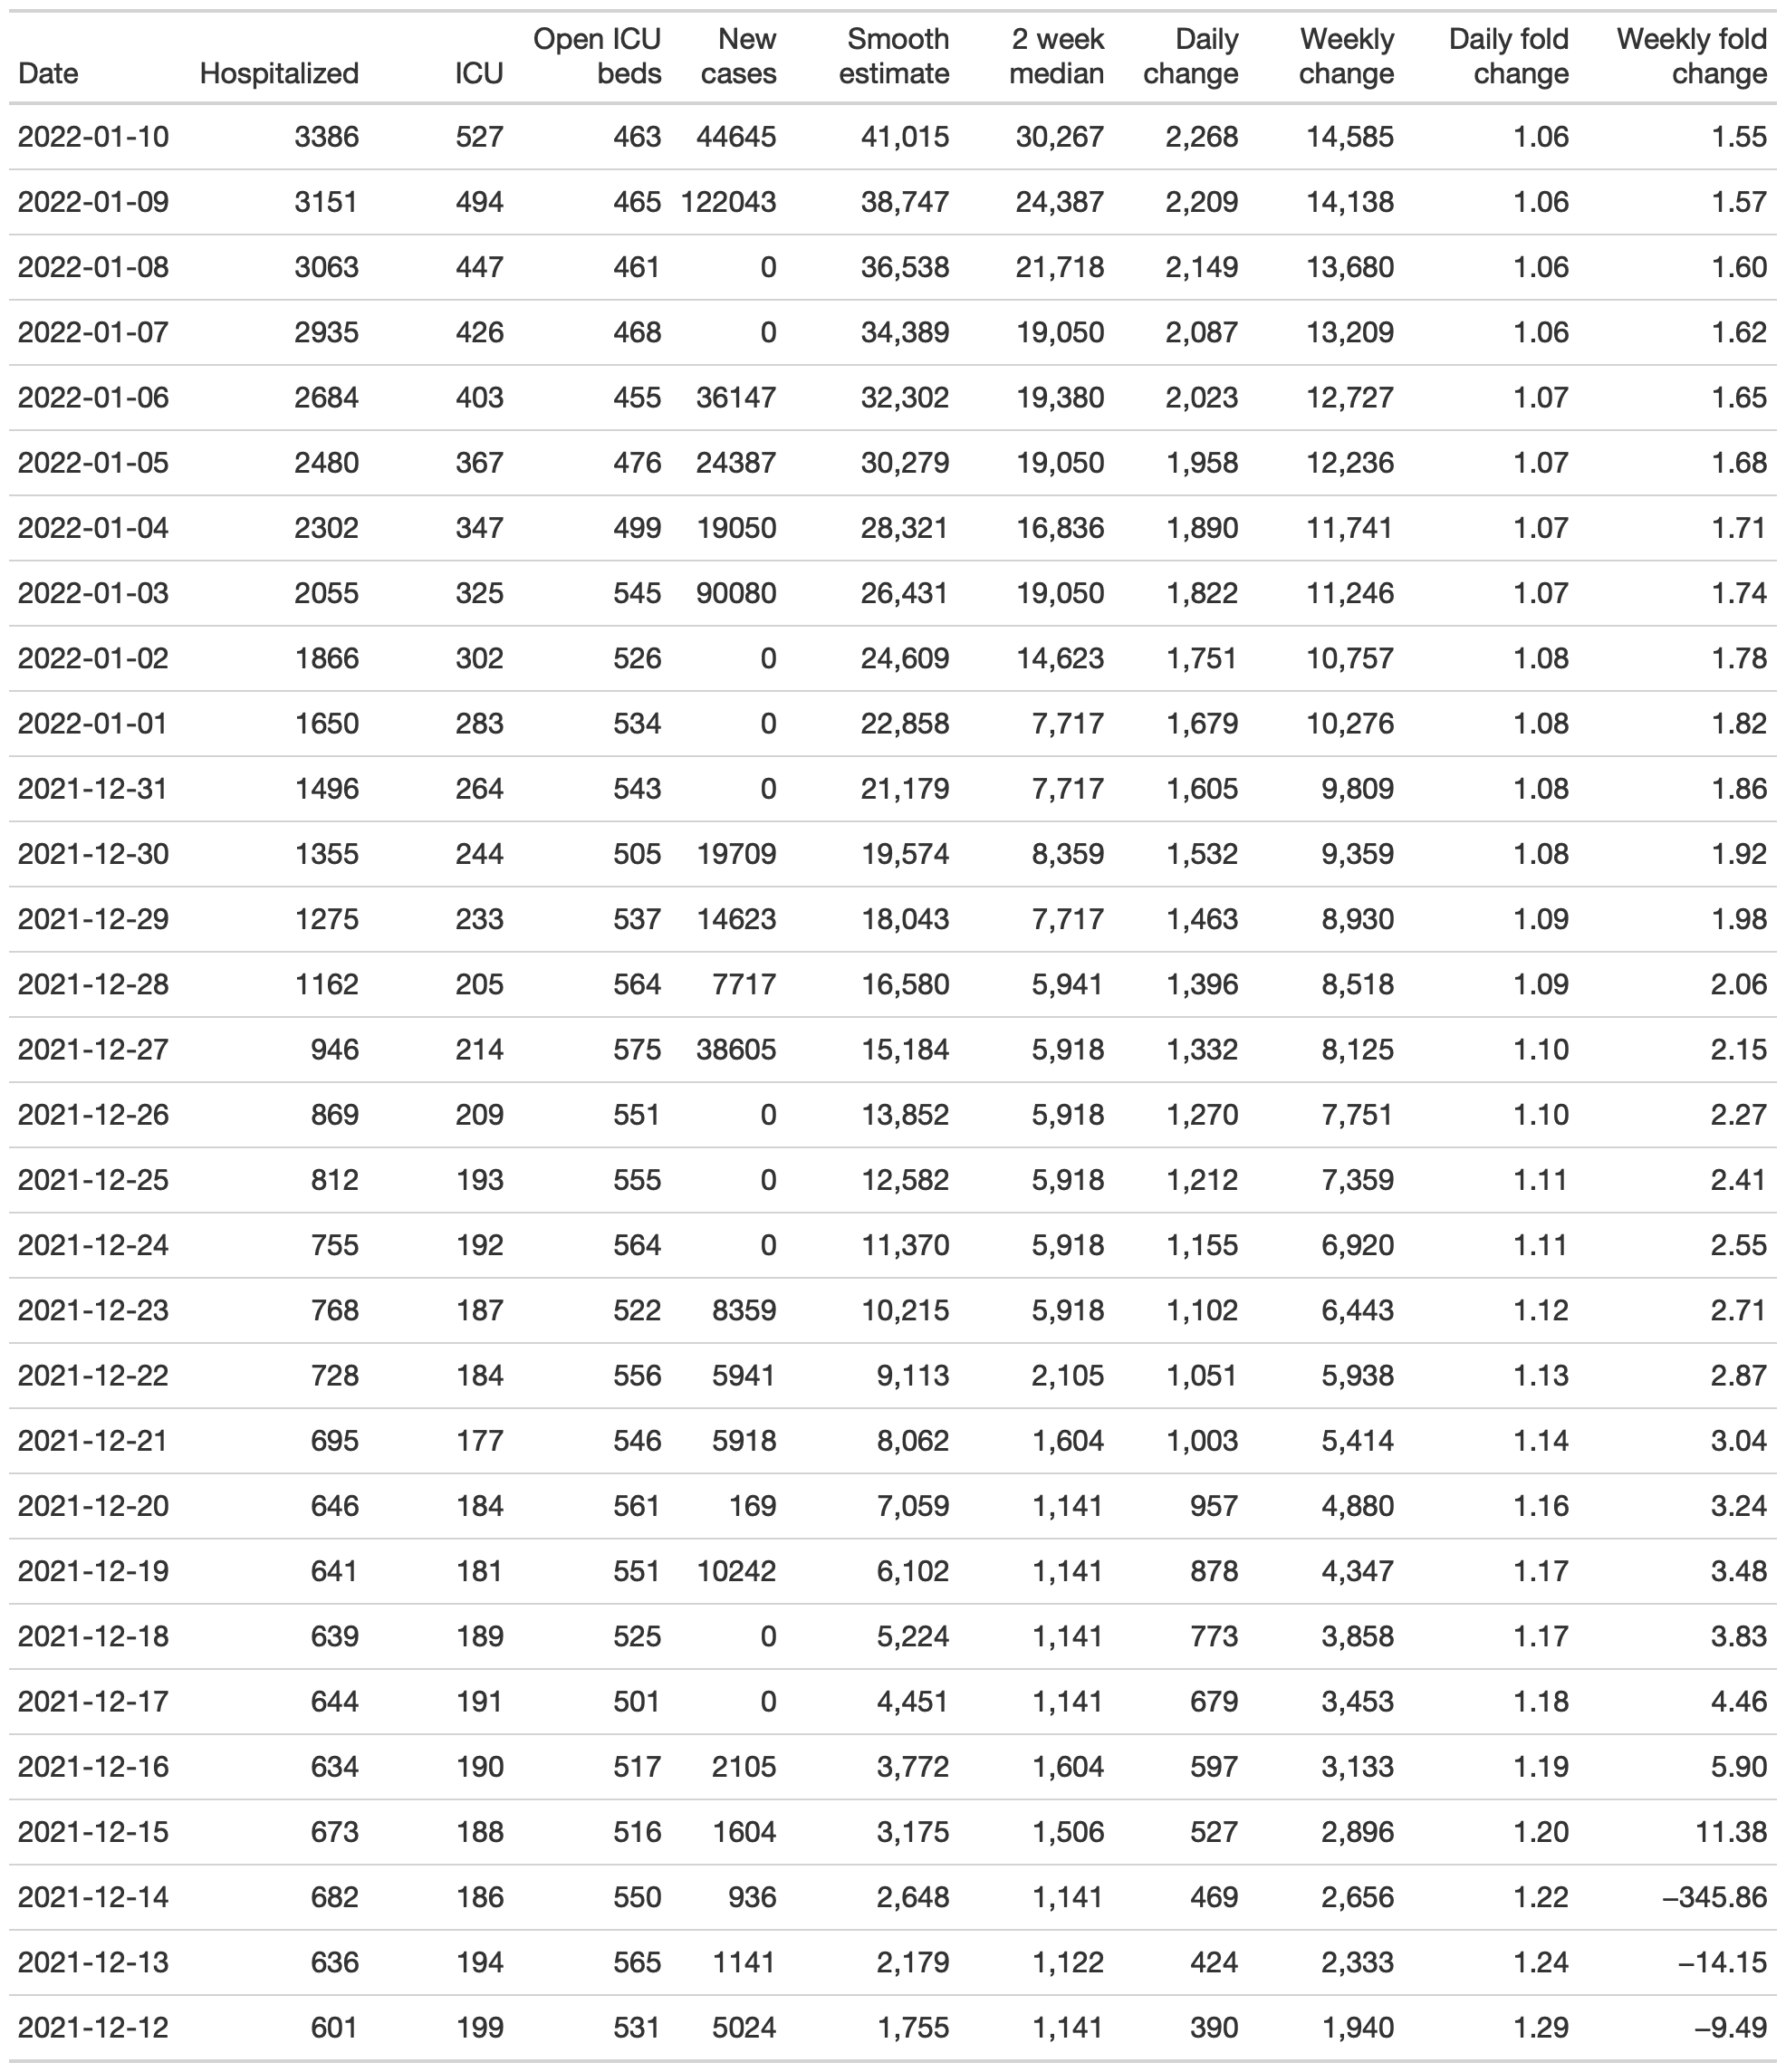 Date Hospitalized ICU Open ICU beds New cases Smooth estimate 2 week median Daily change Weekly change Daily fold change Weekly fold change
2022-01-10 3386 527 463 44645 41,015 30,267 2,268 14,585 1.06 1.55
2022-01-09 3151 494 465 122043 38,747 24,387 2,209 14,138 1.06 1.57
2022-01-08 3063 447 461 0 36,538 21,718 2,149 13,680 1.06 1.60
2022-01-07 2935 426 468 0 34,389 19,050 2,087 13,209 1.06 1.62
2022-01-06 2684 403 455 36147 32,302 19,380 2,023 12,727 1.07 1.65
2022-01-05 2480 367 476 24387 30,279 19,050 1,958 12,236 1.07 1.68
2022-01-04 2302 347 499 19050 28,321 16,836 1,890 11,741 1.07 1.71
2022-01-03 2055 325 545 90080 26,431 19,050 1,822 11,246 1.07 1.74
2022-01-02 1866 302 526 0 24,609 14,623 1,751 10,757 1.08 1.78
2022-01-01 1650 283 534 0 22,858 7,717 1,679 10,276 1.08 1.82
2021-12-31 1496 264 543 0 21,179 7,717 1,605 9,809 1.08 1.86
2021-12-30 1355 244 505 19709 19,574 8,359 1,532 9,359 1.08 1.92
2021-12-29 1275 233 537 14623 18,043 7,717 1,463 8,930 1.09 1.98
2021-12-28 1162 205 564 7717 16,580 5,941 1,396 8,518 1.09 2.06
2021-12-27 946 214 575 38605 15,184 5,918 1,332 8,125 1.10 2.15
2021-12-26 869 209 551 0 13,852 5,918 1,270 7,751 1.10 2.27
2021-12-25 812 193 555 0 12,582 5,918 1,212 7,359 1.11 2.41
2021-12-24 755 192 564 0 11,370 5,918 1,155 6,920 1.11 2.55
2021-12-23 768 187 522 8359 10,215 5,918 1,102 6,443 1.12 2.71
2021-12-22 728 184 556 5941 9,113 2,105 1,051 5,938 1.13 2.87
2021-12-21 695 177 546 5918 8,062 1,604 1,003 5,414 1.14 3.04
2021-12-20 646 184 561 169 7,059 1,141 957 4,880 1.16 3.24
2021-12-19 641 181 551 10242 6,102 1,141 878 4,347 1.17 3.48
2021-12-18 639 189 525 0 5,224 1,141 773 3,858 1.17 3.83
2021-12-17 644 191 501 0 4,451 1,141 679 3,453 1.18 4.46
2021-12-16 634 190 517 2105 3,772 1,604 597 3,133 1.19 5.90
2021-12-15 673 188 516 1604 3,175 1,506 527 2,896 1.20 11.38
2021-12-14 682 186 550 936 2,648 1,141 469 2,656 1.22 −345.86
2021-12-13 636 194 565 1141 2,179 1,122 424 2,333 1.24 −14.15
2021-12-12 601 199 531 5024 1,755 1,141 390 1,940 1.29 −9.49